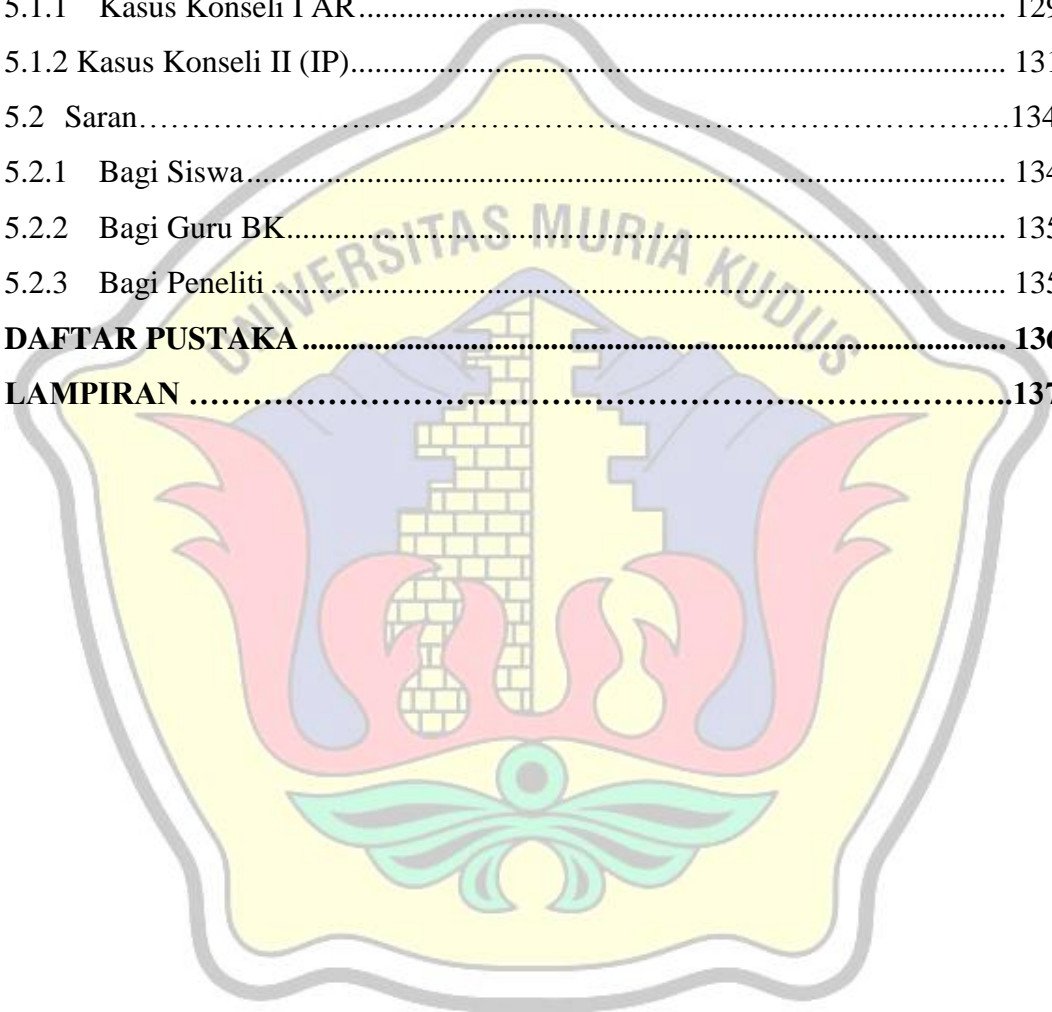 5.1.1 Kasus Konseli I AR.......................................................................................... 129
5.1.2 Kasus Konseli II (IP)........................................................................................ 131
5.2 Saran……………………………………………………………………………….134
5.2.1 Bagi Siswa..................................................................................................... 134
5.2.2 Bagi Guru BK................................................................................................ 135
5.2.3 Bagi Peneliti.................................................................................................. 135
DAFTAR PUSTAKA.......................................................................................... 136
LAMPIRAN …………………………………………………….……………...137
UNIVERSITAS MURIA KUDUS